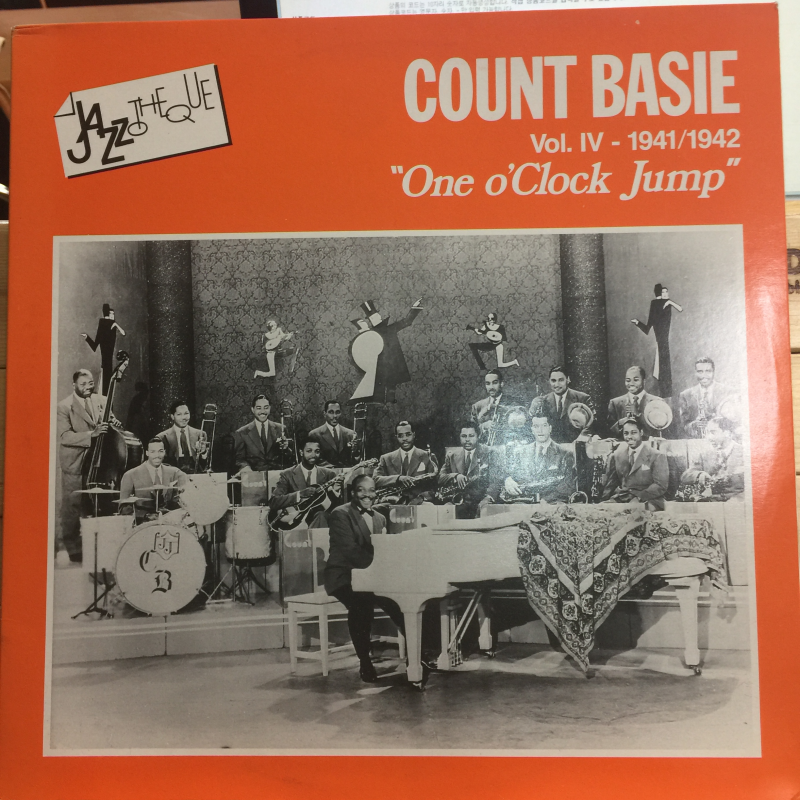 JAZZOTHEQUE
COUNT BASIE
Vol. IV - 1941/1942
"One o'Clock Jump"
CB